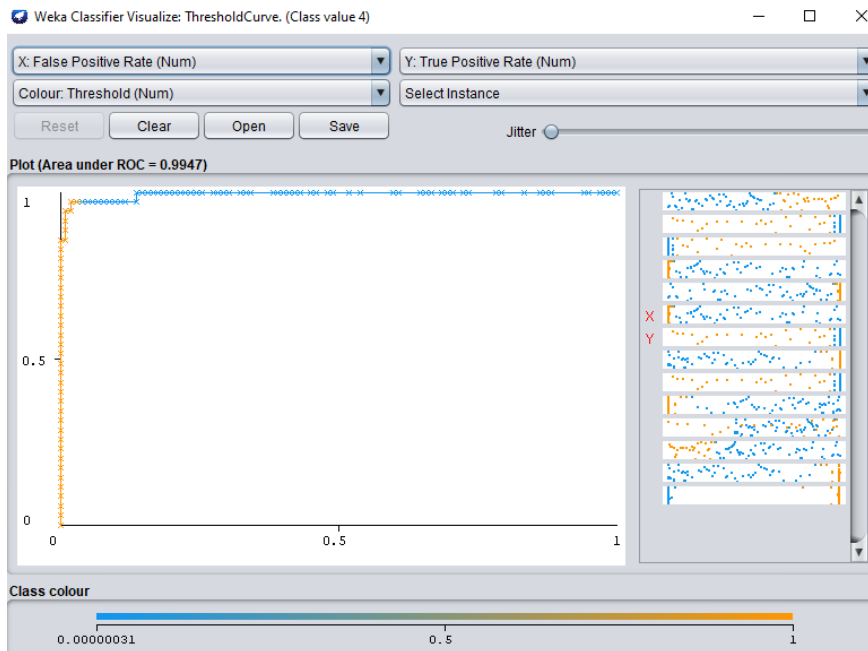 Weka Classifier Visualize: ThresholdCurve. (Class value 4)
X: False Positive Rate (Num)
Y: True Positive Rate (Num)
Colour: Threshold (Num)
Select Instance
Reset
Clear
Open
Save
Jitter
Plot (Area under ROC = 0.9947)
1
0.5
0
0
0.5
1
X
Y
Class colour
0.00000031
0.5
1